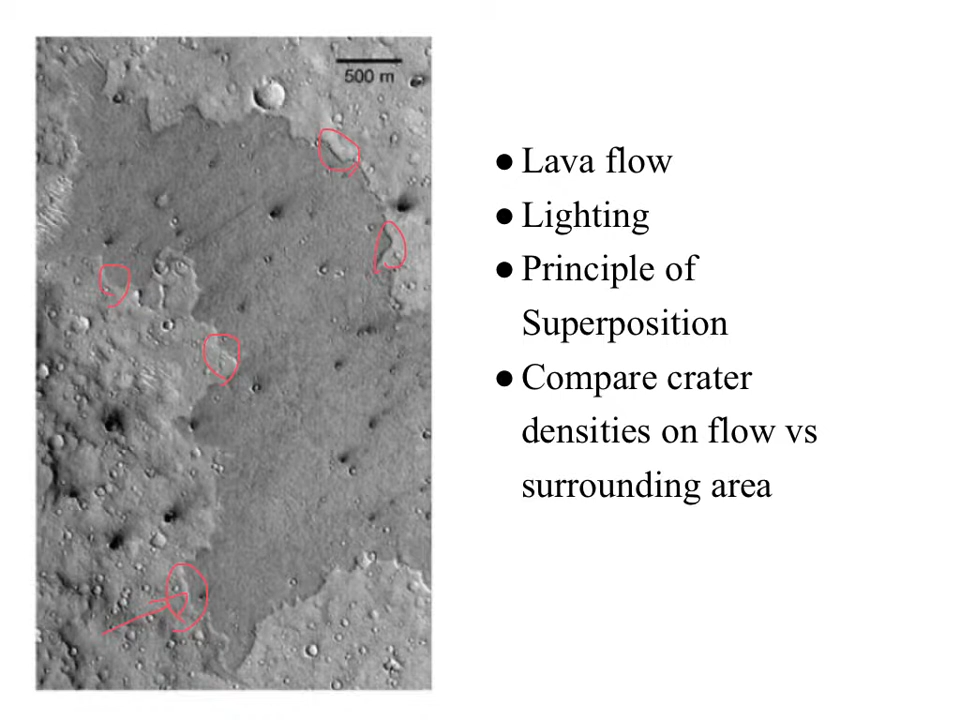 500 m
● Lava flow
● Lighting
● Principle of
Superposition
● Compare crater
densities on flow vs
surrounding area